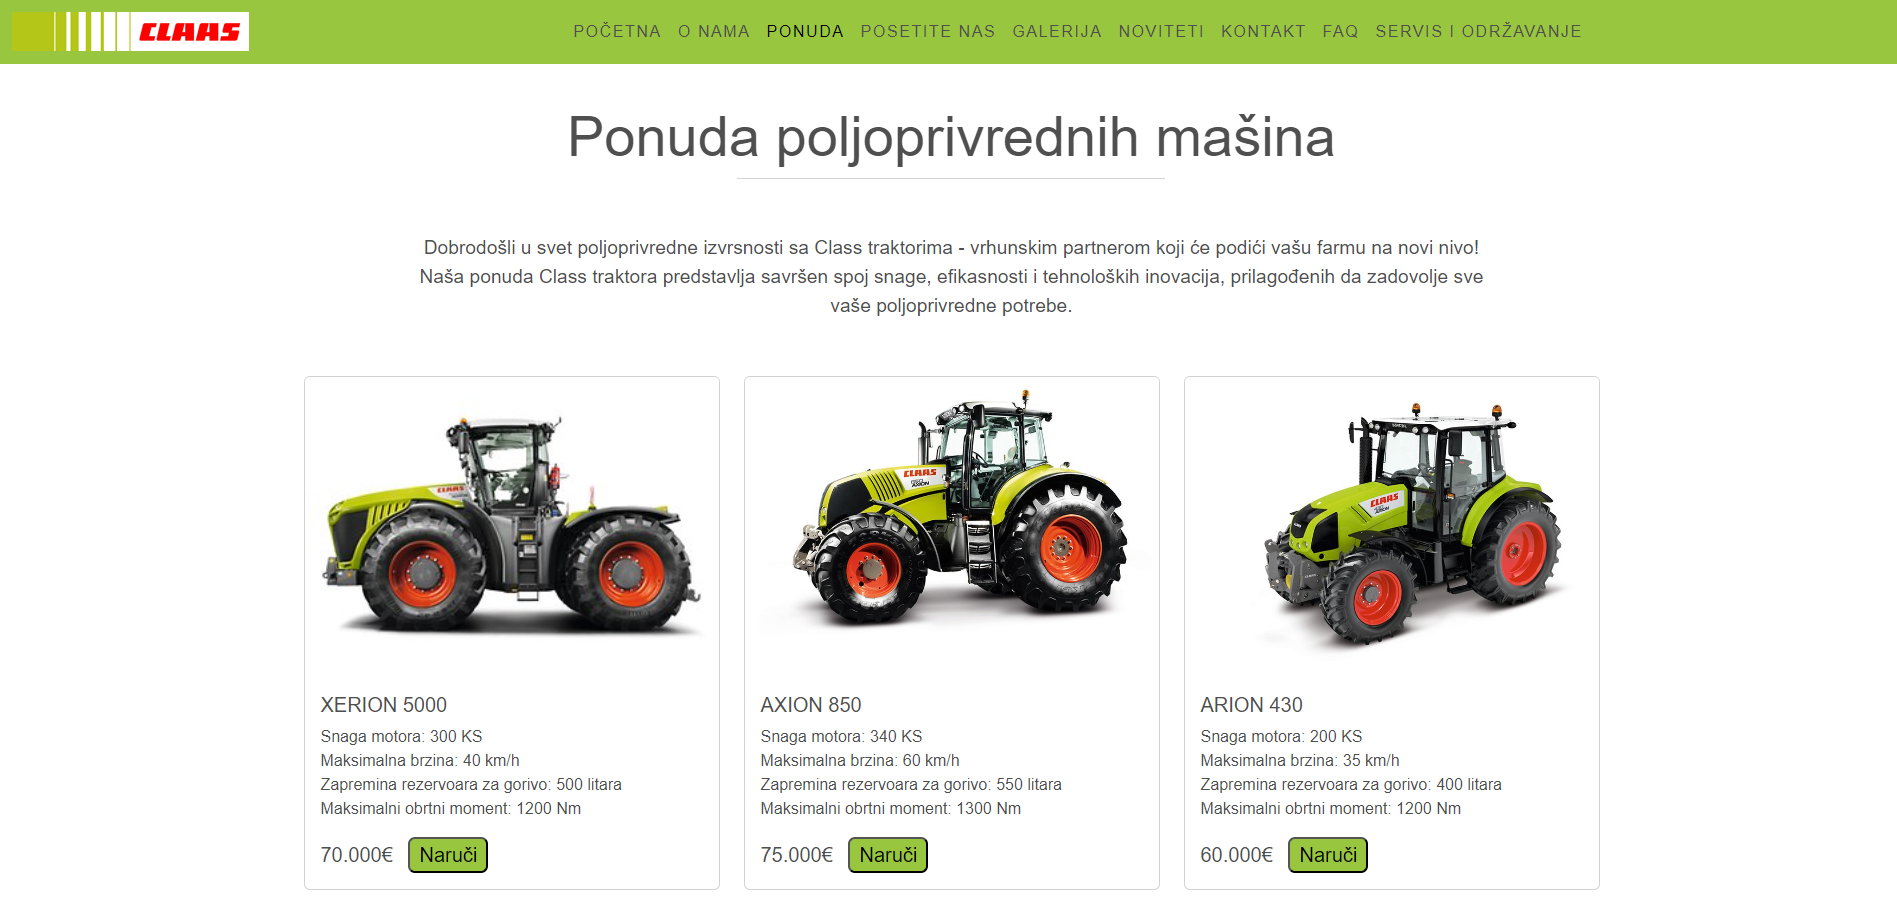 CLAAS
POČETNA O NAMA PONUDA POSETITE NAS GALERIJA NOVITETI KONTAKT FAQ SERVIS I ODRŽAVANJE
Ponuda poljoprivrednih mašina
Dobrodošli u svet poljoprivredne izvrsnosti sa Class traktorima - vrhunskim partnerom koji će podići vašu farmu na novi nivo!
Naša ponuda Class traktora predstavlja savršen spoj snage, efikasnosti i tehnoloških inovacija, prilagođenih da zadovolje sve
vaše poljoprivredne potrebe.
CLAAS
XERION 5000
Snaga motora: 300 KS
Maksimalna brzina: 40 km/h
Zapremina rezervoara za gorivo: 500 litara
Maksimalni obrtni moment: 1200 Nm
70.000€ Naruči
CLAAS
AXION
AXION 850
Snaga motora: 340 KS
Maksimalna brzina: 60 km/h
Zapremina rezervoara za gorivo: 550 litara
Maksimalni obrtni moment: 1300 Nm
75.000€ Naruči
CLAAS
ARION 430
Snaga motora: 200 KS
Maksimalna brzina: 35 km/h
Zapremina rezervoara za gorivo: 400 litara
Maksimalni obrtni moment: 1200 Nm
60.000€ Naruči